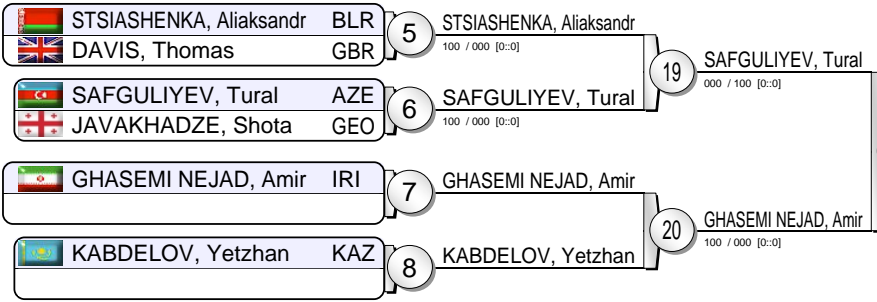 STSIASHENKA, Aliaksandr BLR
DAVIS, Thomas GBR
5
STSIASHENKA, Aliaksandr
100 / 000 [0::0]
SAFGULIYEV, Tural AZE
JAVAKHADZE, Shota GEO
6
SAFGULIYEV, Tural
100 / 000 [0::0]
19
SAFGULIYEV, Tural
000 / 100 [0::0]
GHASEMI NEJAD, Amir IRI
7
GHASEMI NEJAD, Amir
KABDELOV, Yetzhan KAZ
8
KABDELOV, Yetzhan
20
GHASEMI NEJAD, Amir
100 / 000 [0::0]